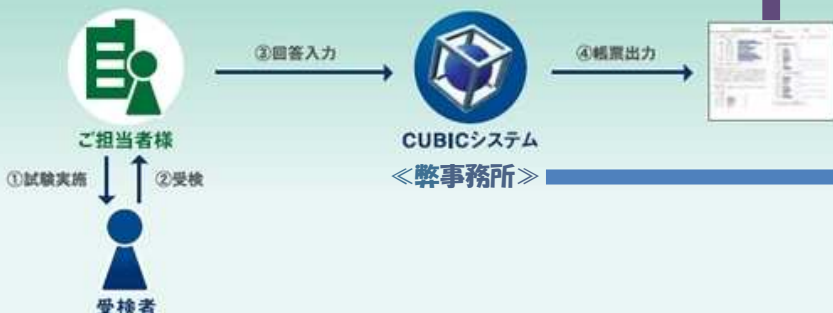 ③回答入力
④帳票出力
ご担当者様
CUBICシステム
≪弊事務所≫
①試験実施
②受検
受検者